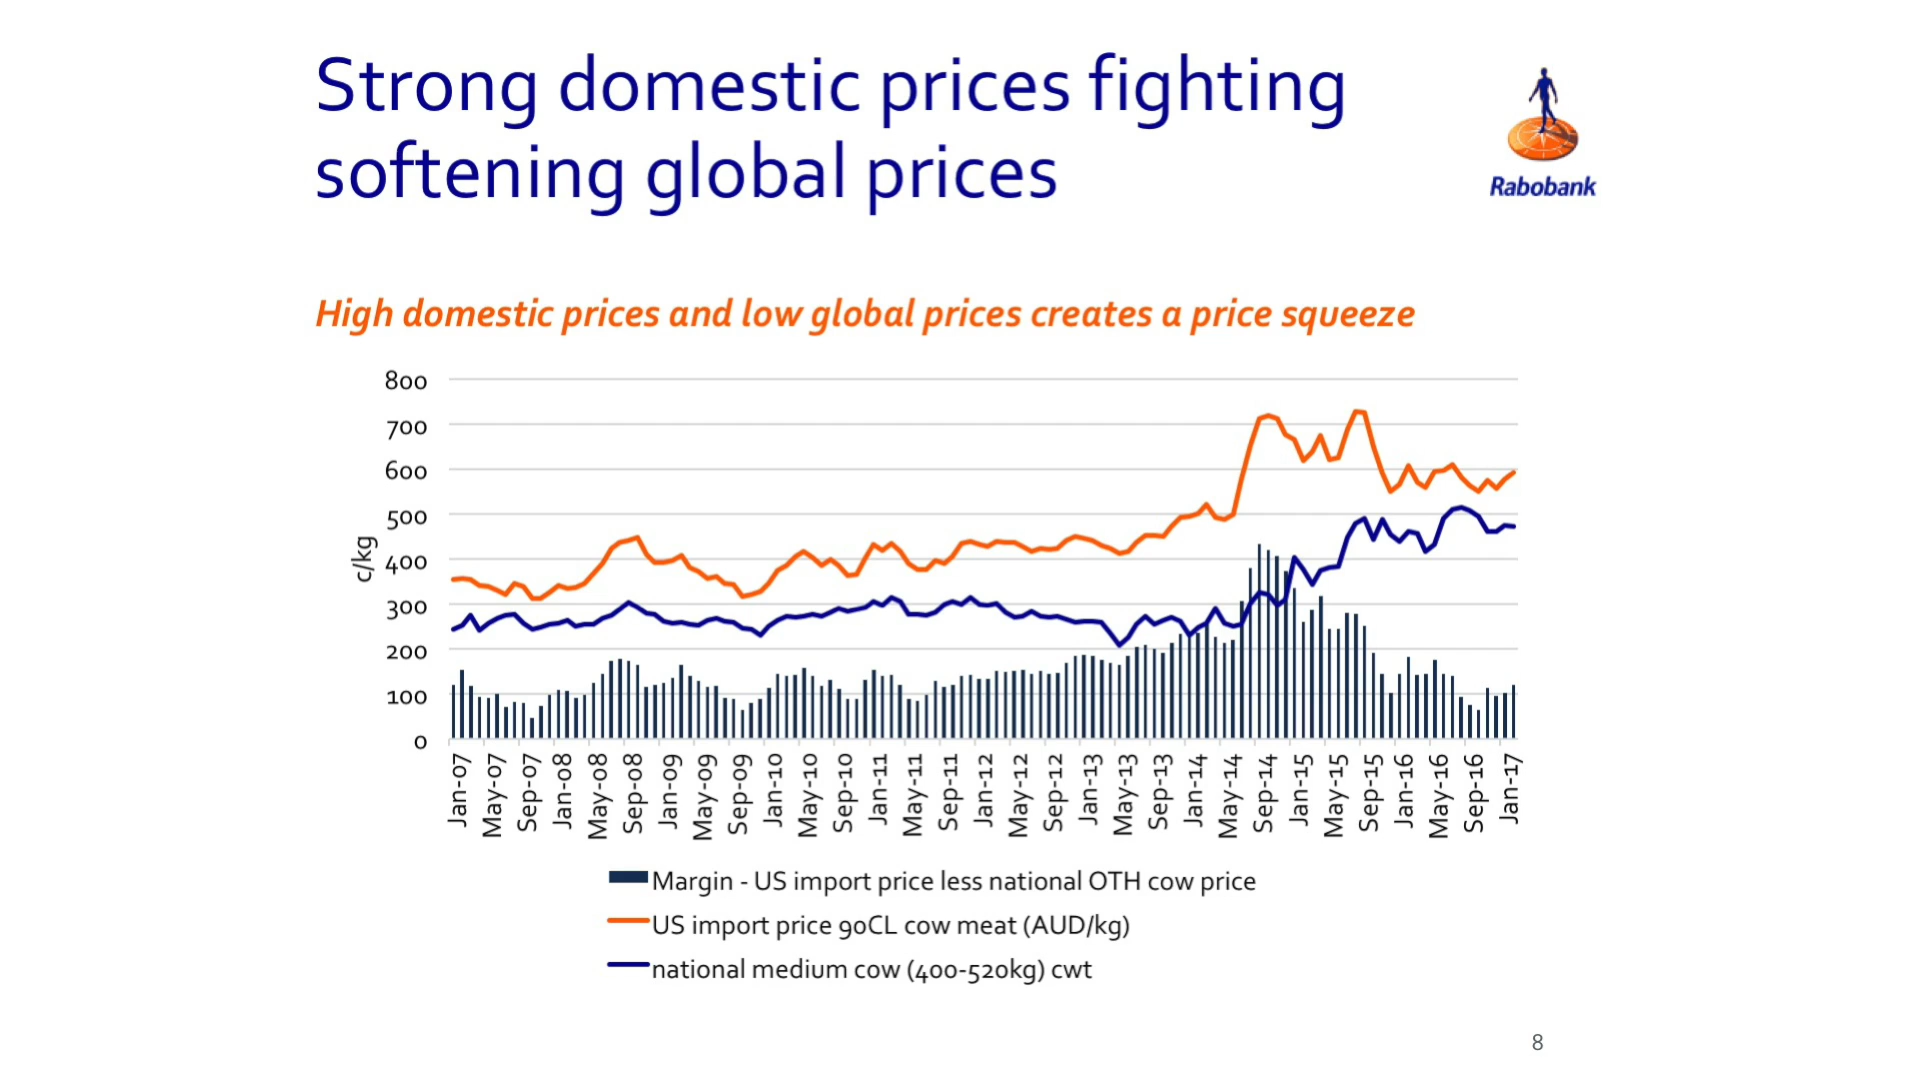 Strong domestic prices fighting
softening global prices
Rabobank
High domestic prices and low global prices creates a price squeeze
800
700
600
500
400
300
200
100
0
c/kg
Jan-07
May-07
Sep-07
Jan-08
May-08
Sep-08
Jan-09
May-09
Sep-09
Jan-10
May-10
Sep-10
Jan-11
May-11
Sep-11
Jan-12
May-12
Sep-12
Jan-13
May-13
Sep-13
Jan-14
May-14
Sep-14
Jan-15
May-15
Sep-15
Jan-16
May-16
Sep-16
Jan-17
Margin - US import price less national OTH cow price
US import price 90CL cow meat (AUD/kg)
national medium cow (400-520kg) cwt
8